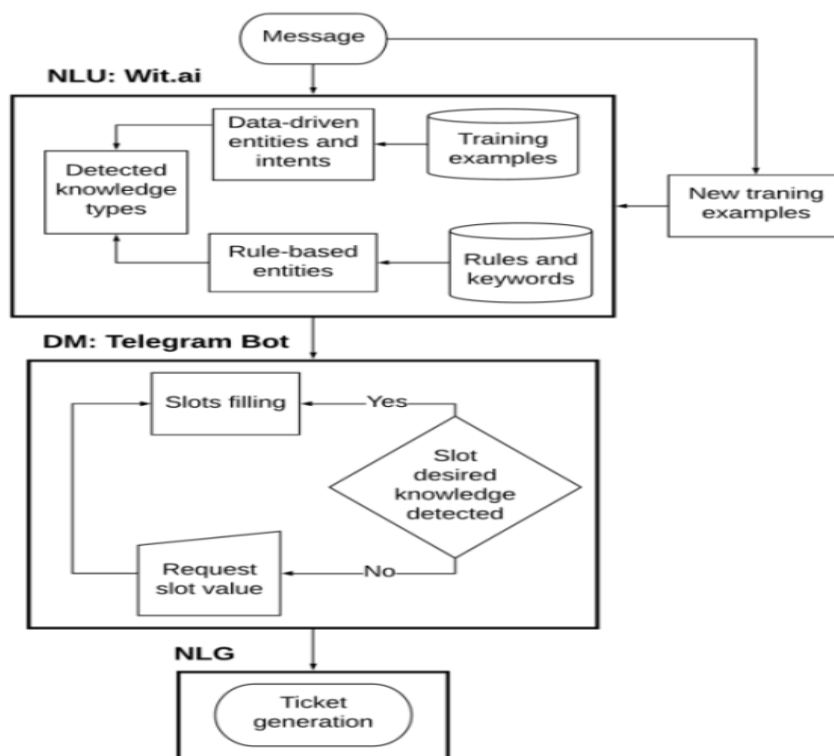 Message
NLU: Wit.ai
Data-driven
entities and
intents
Training
examples
Detected
knowledge
types
New traning
examples
Rule-based
entities
Rules and
keywords
DM: Telegram Bot
Slots filling
Yes
Slot
desired
knowledge
detected
Request
slot value
No
NLG
Ticket
generation